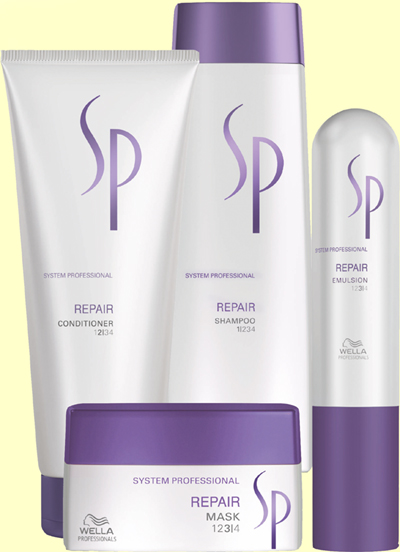 SP
SYSTEM PROFESSIONAL
REPAIR
CONDITIONER
12|34
SP
SYSTEM PROFESSIONAL
REPAIR
SHAMPOO
1|234
SP
SYSTEM PROFESSIONAL
REPAIR
EMULSION
123|4
WELLA
PROFESSIONALS
SYSTEM PROFESSIONAL
REPAIR
MASK
123|4
SP
WELLA
PROFESSIONALS